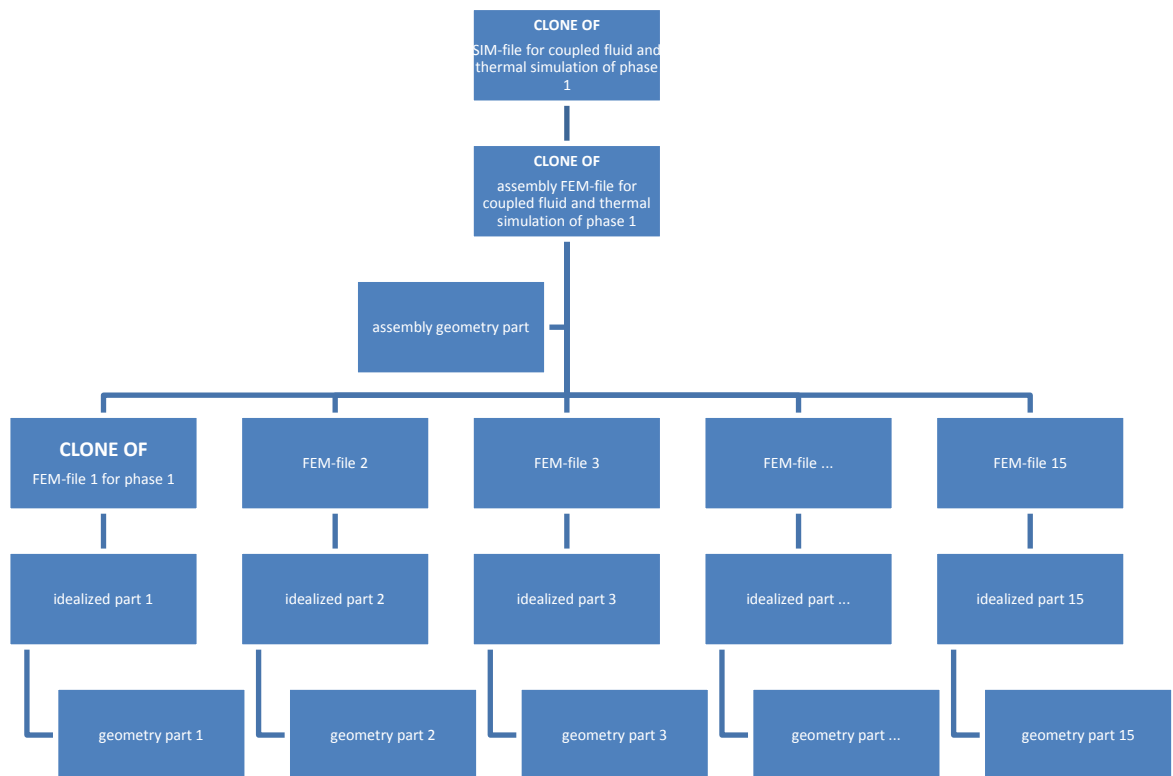 CLONE OF
SIM-file for coupled fluid and
thermal simulation of phase
1
CLONE OF
assembly FEM-file for
coupled fluid and thermal
simulation of phase 1
assembly geometry part
CLONE OF
FEM-file 1 for phase 1
FEM-file 2
FEM-file 3
FEM-file ...
FEM-file 15
idealized part 1
idealized part 2
idealized part 3
idealized part ...
idealized part 15
geometry part 1
geometry part 2
geometry part 3
geometry part ...
geometry part 15